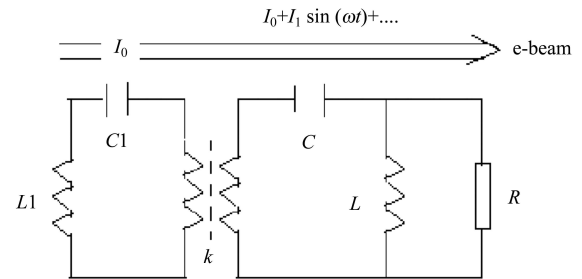 I₀+I₁ sin (ωt)+....
I₀
e-beam
C1
C
L1
L
R
k